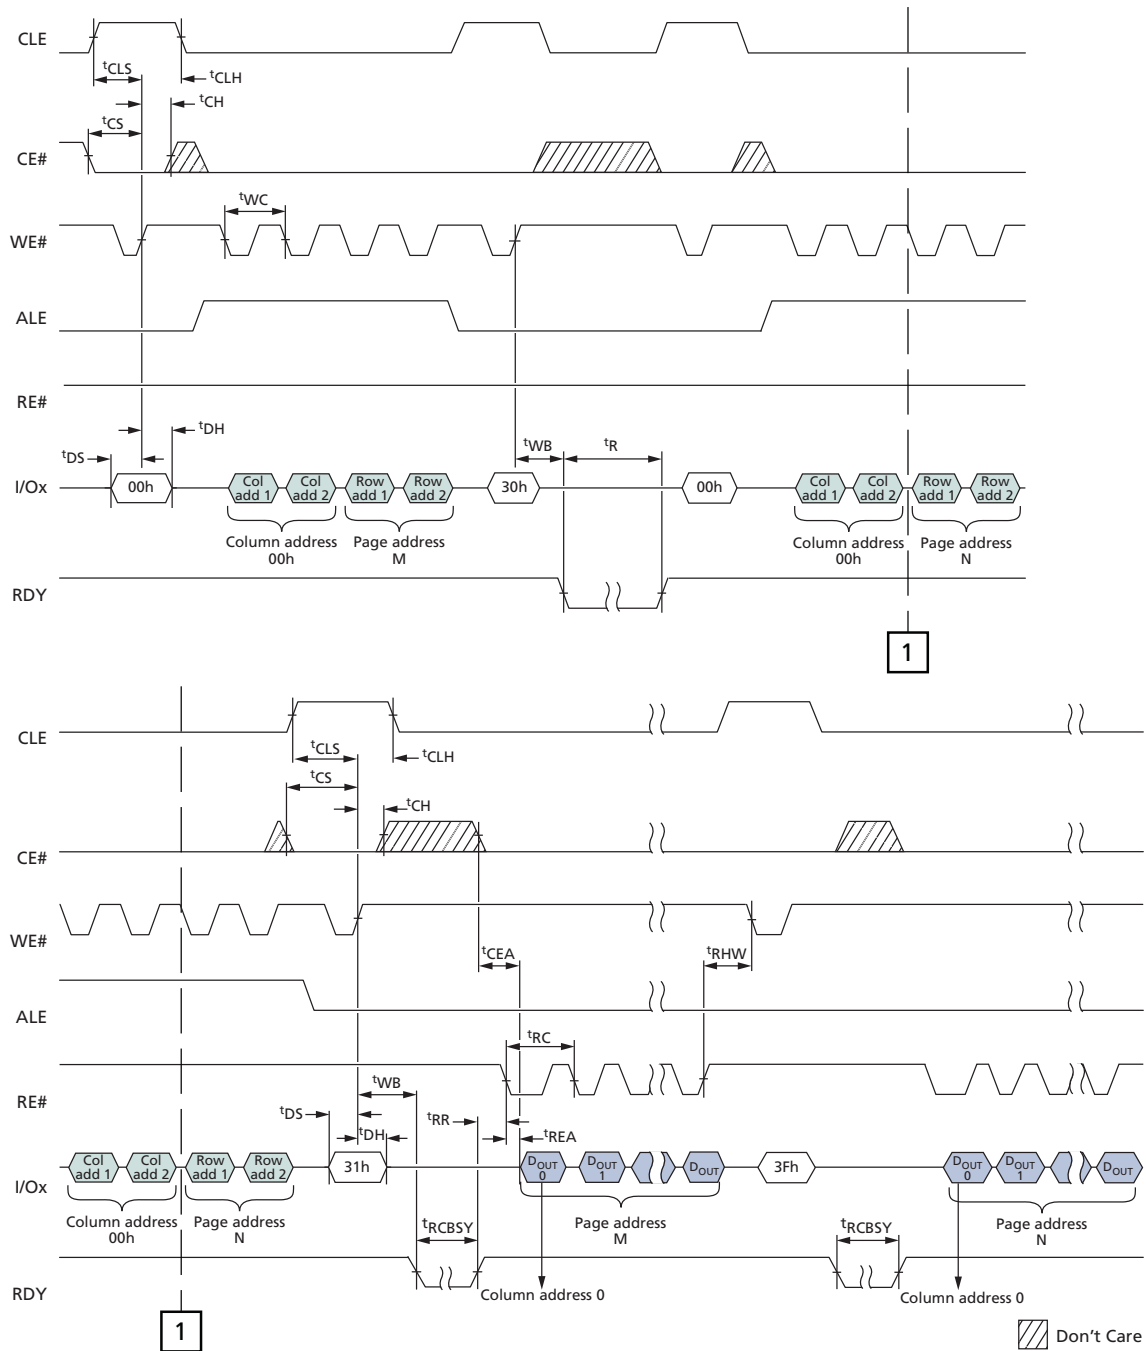 CLE
tCLS
tCLH
tCH
tCS
CE#
tWC
WE#
ALE
RE#
tDH
tDS
tWB
tR
I/Ox
00h
Col add 1
Col add 2
Row add 1
Row add 2
30h
00h
Col add 1
Col add 2
Row add 1
Row add 2
Column address 00h
Page address M
Column address 00h
Page address N
RDY
1
CLE
tCLS
tCLH
tCS
tCH
CE#
WE#
tCEA
tRHW
ALE
tRC
RE#
tWB
tDS
tRR
tDH
tREA
I/Ox
Col add 1
Col add 2
Row add 1
Row add 2
31h
DOUT 0
DOUT 1
DOUT
3Fh
DOUT 0
DOUT 1
DOUT
Column address 00h
Page address N
tRCBSY
Page address M
tRCBSY
Page address N
RDY
Column address 0
Column address 0
1
Don't Care